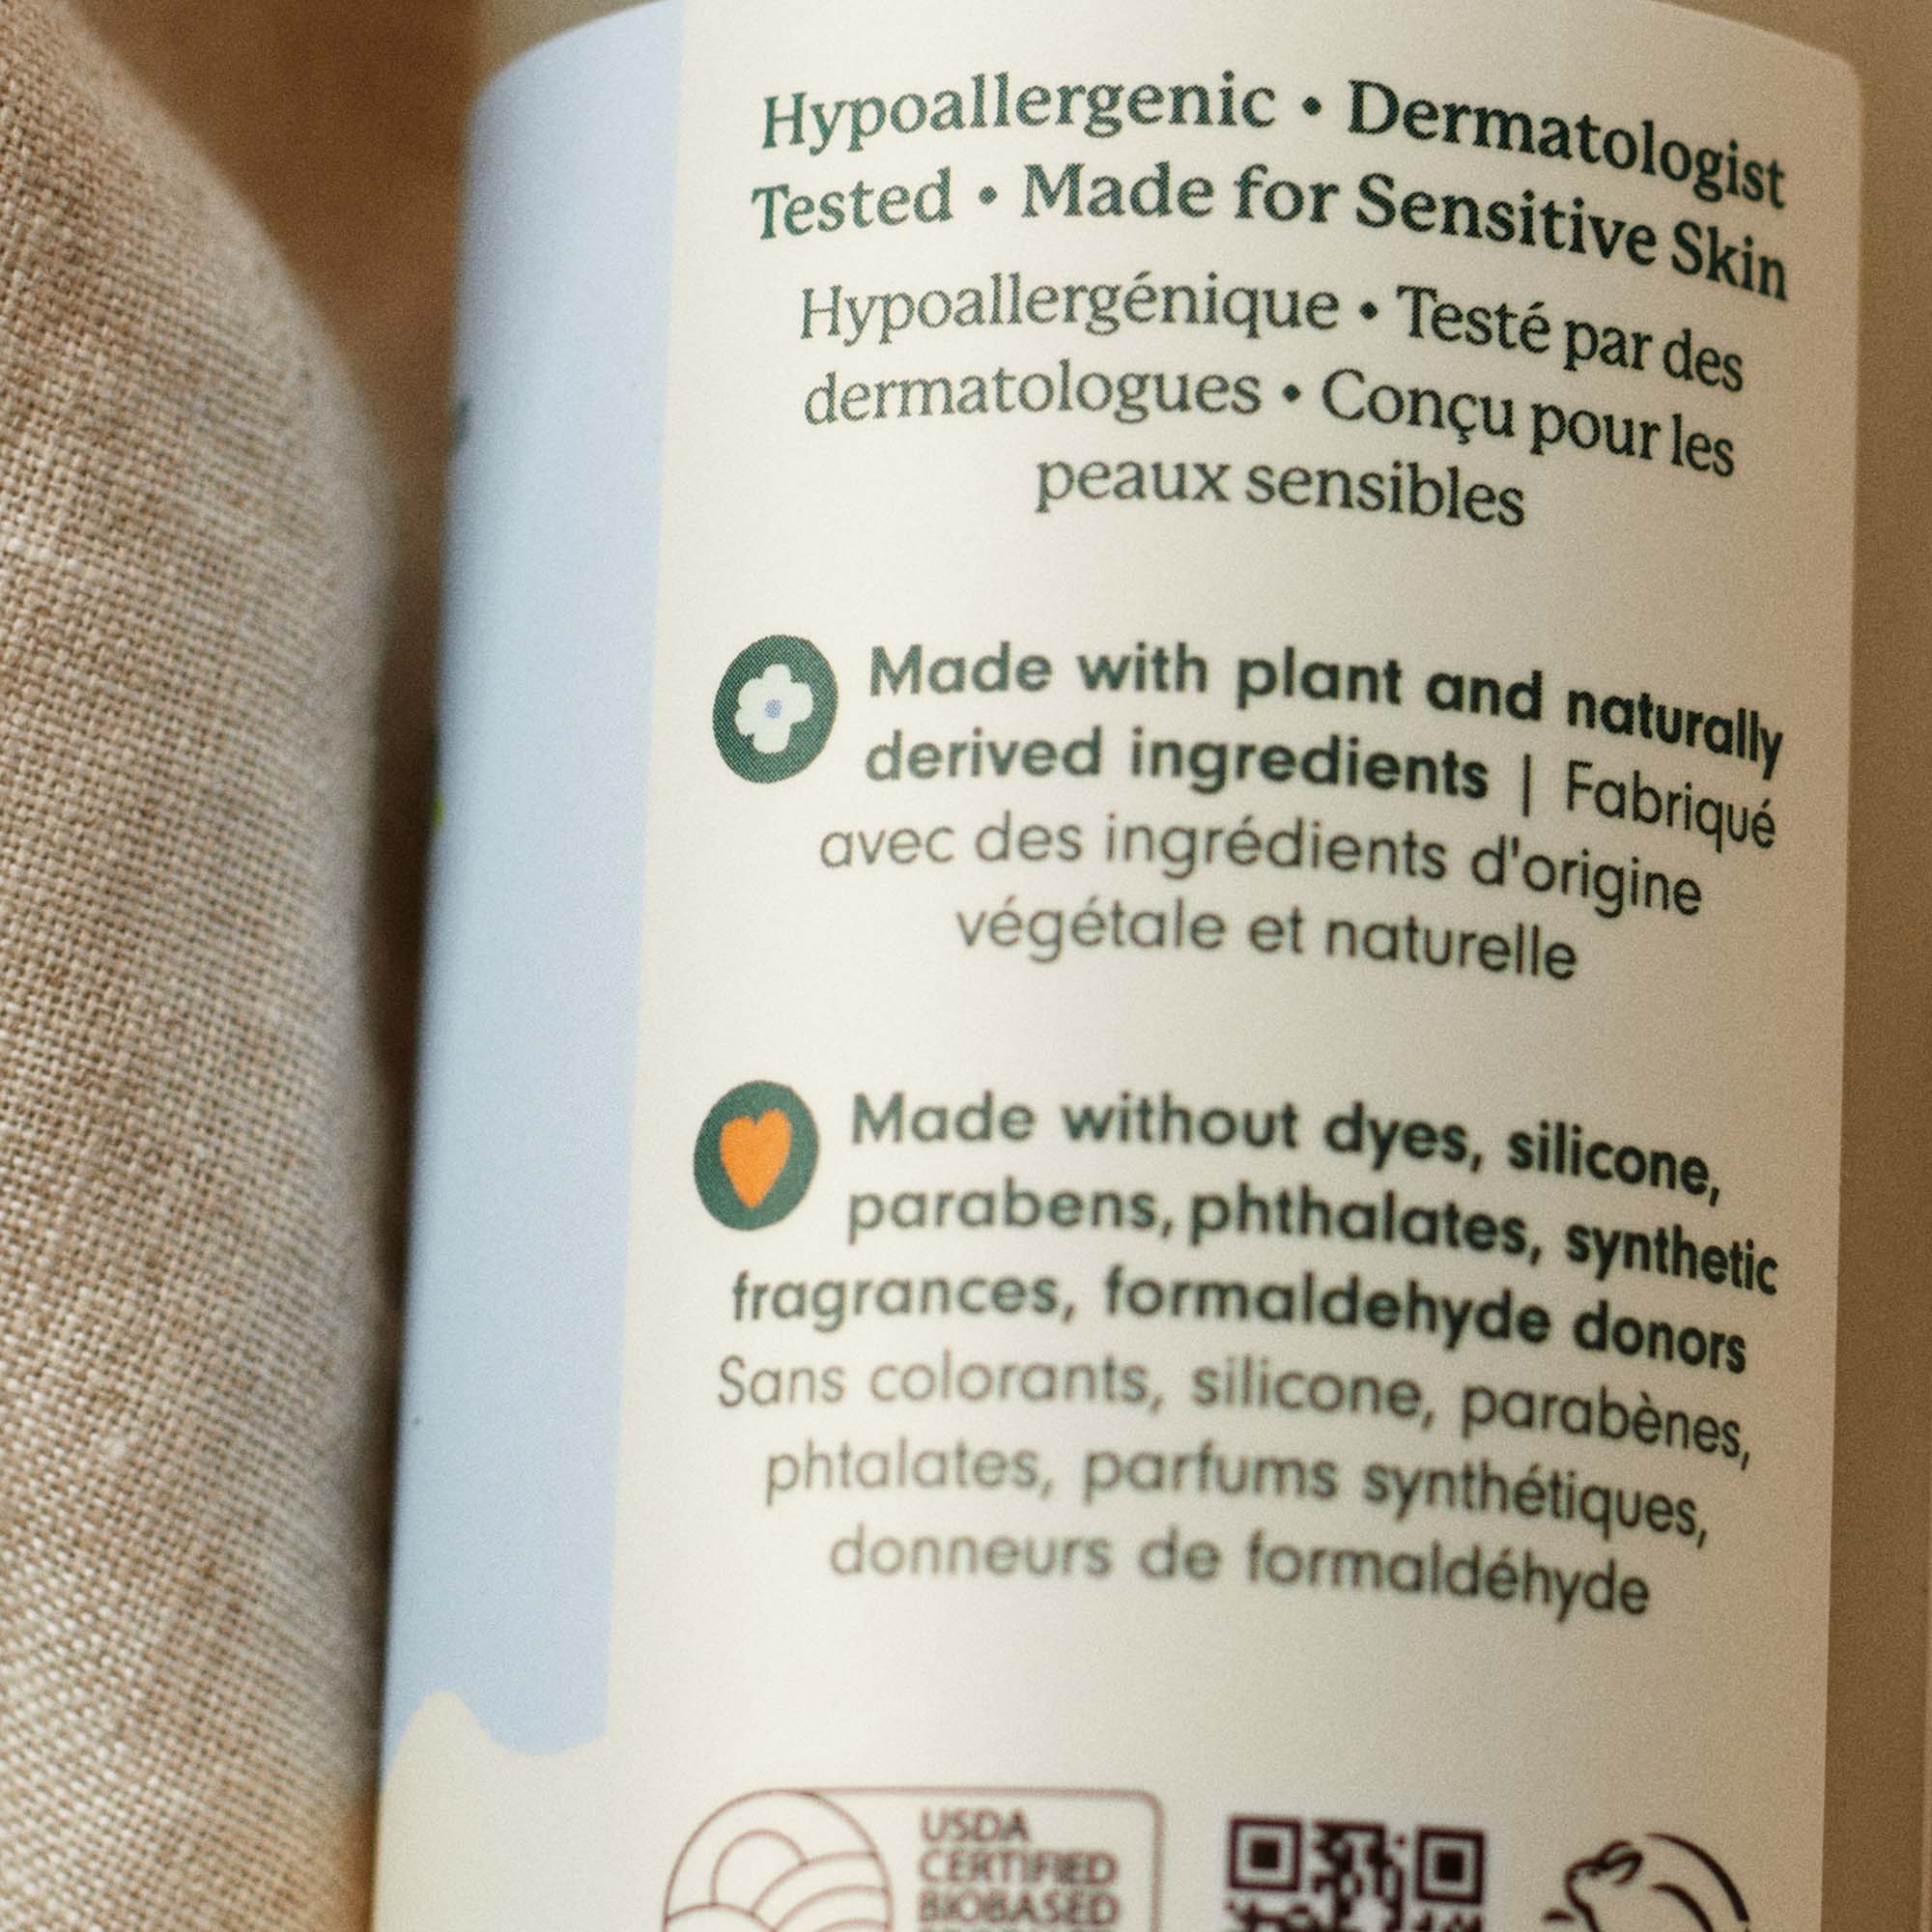 Hypoallergenic • Dermatologist
Tested • Made for Sensitive Skin
Hypoallergénique • Testé par des
dermatologues • Conçu pour les
peaux sensibles
Made with plant and naturally
derived ingredients | Fabriqué
avec des ingrédients d'origine
végétale et naturelle
Made without dyes, silicone,
parabens, phthalates, synthetic
fragrances, formaldehyde donors
Sans colorants, silicone, parabènes,
phtalates, parfums synthétiques,
donneurs de formaldéhyde
USDA
CERTIFIED
BIOBASED